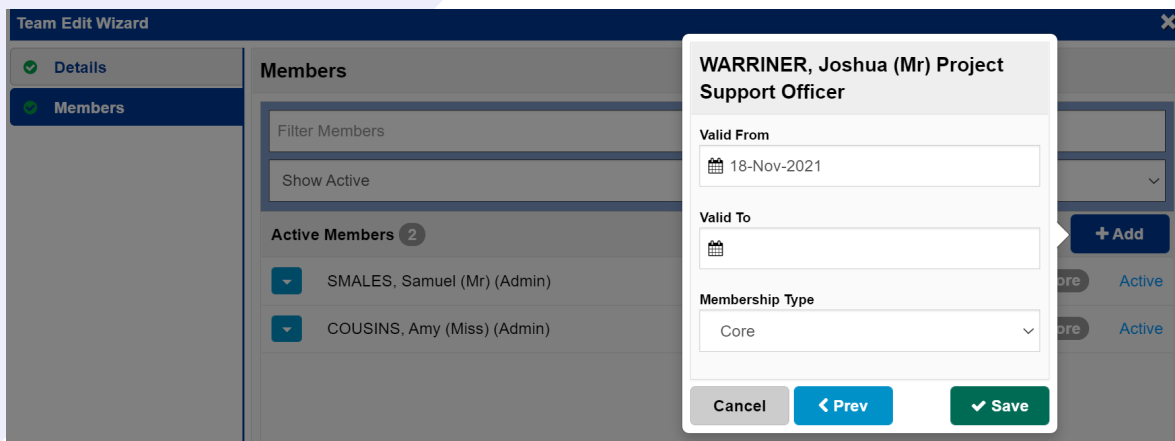 Team Edit Wizard
Details
Members
Members
Filter Members
Show Active
Active Members 2
+ Add
SMALES, Samuel (Mr) (Admin)
ore Active
COUSINS, Amy (Miss) (Admin)
ore Active
WARRINER, Joshua (Mr) Project
Support Officer
Valid From
18-Nov-2021
Valid To
Membership Type
Core
Cancel
Prev
Save